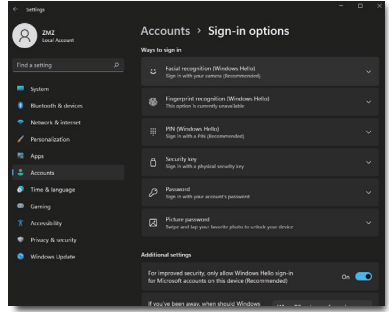 Settings
ZMZ
Local Account
Find a setting
System
Bluetooth & devices
Network & internet
Personalization
Apps
Accounts
Time & language
Gaming
Accessibility
Privacy & security
Windows Update
Accounts > Sign-in options
Ways to sign in
Facial recognition (Windows Hello)
Sign in with your camera (Recommended)
Fingerprint recognition (Windows Hello)
This option is currently unavailable
PIN (Windows Hello)
Sign in with a PIN (Recommended)
Security key
Sign in with a physical security key
Password
Sign in with your account's password
Picture password
Swipe and tap your favorite photo to unlock your device
Additional settings
For improved security, only allow Windows Hello sign-in
for Microsoft accounts on this device (Recommended)
On
If you've been away, when should Windows